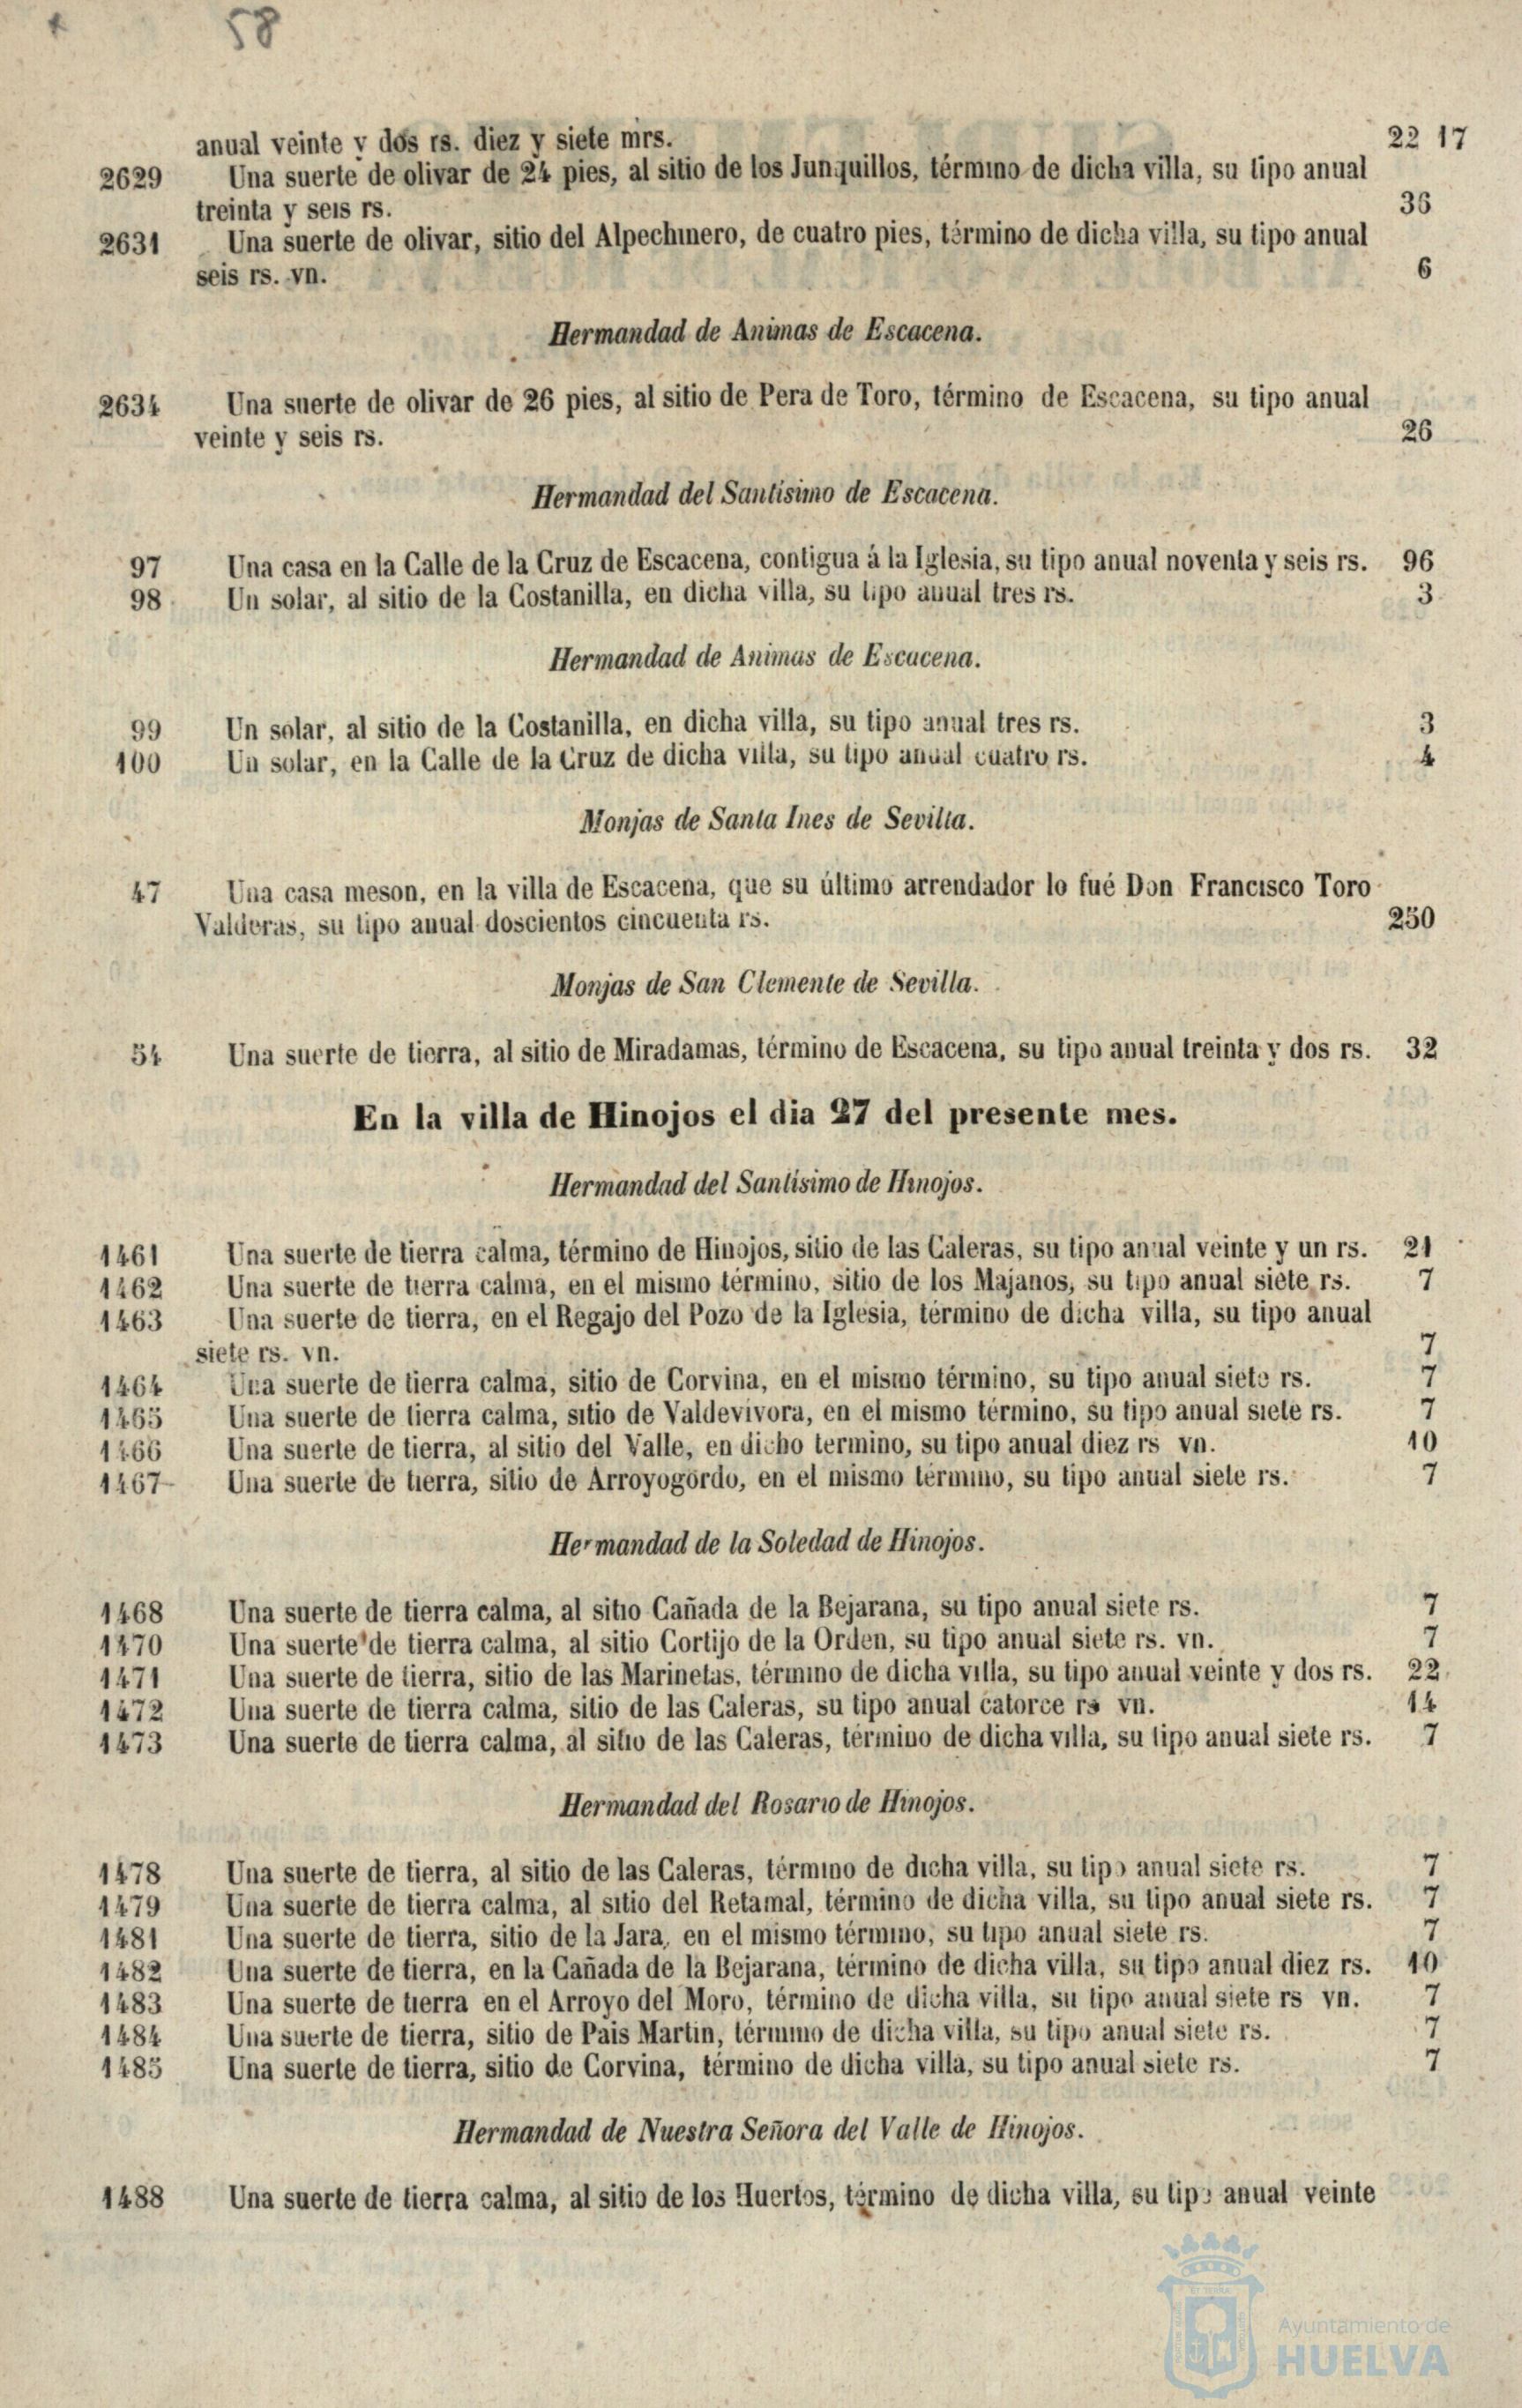 58
anual veinte y dos rs. diez y siete mrs. 22 17
2629 Una suerte de olivar de 24 pies, al sitio de los Junquillos, término de dicha villa, su tipo anual
treinta y seis rs. 36
2631 Una suerte de olivar, sitio del Alpechinero, de cuatro pies, término de dicha villa, su tipo anual
seis rs. vn. 6
Hermandad de Animas de Escacena.
2634 Una suerte de olivar de 26 pies, al sitio de Pera de Toro, término de Escacena, su tipo anual
veinte y seis rs. 26
Hermandad del Santisimo de Escacena.
97 Una casa en la Calle de la Cruz de Escacena, contigua á la Iglesia, su tipo anual noventa y seis rs. 96
98 Un solar, al sitio de la Costanilla, en dicha villa, su tipo anual tres rs. 3
Hermandad de Animas de Escacena.
99 Un solar, al sitio de la Costanilla, en dicha villa, su tipo anual tres rs. 3
100 Un solar, en la Calle de la Cruz de dicha villa, su tipo anual cuatro rs. 4
Monjas de Santa Ines de Sevilla.
47 Una casa meson, en la villa de Escacena, que su último arrendador lo fué Don Francisco Toro
Valderas, su tipo anual doscientos cincuenta rs. 250
Monjas de San Clemente de Sevilla.
54 Una suerte de tierra, al sitio de Miradamas, término de Escacena, su tipo anual treinta y dos rs. 32
En la villa de Hinojos el dia 27 del presente mes.
Hermandad del Santisimo de Hinojos.
1461 Una suerte de tierra calma, término de Hinojos, sitio de las Caleras, su tipo anual veinte y un rs. 21
1462 Una suerte de tierra calma, en el mismo término, sitio de los Majanos, su tipo anual siete rs. 7
1463 Una suerte de tierra, en el Regajo del Pozo de la Iglesia, término de dicha villa, su tipo anual
siete rs. vn. 7
1464 Una suerte de tierra calma, sitio de Corvina, en el mismo término, su tipo anual siete rs. 7
1465 Una suerte de tierra calma, sitio de Valdevivora, en el mismo término, su tipo anual siete rs. 7
1466 Una suerte de tierra, al sitio del Valle, en dicho termino, su tipo anual diez rs vn. 10
1467 Una suerte de tierra, sitio de Arroyogordo, en el mismo término, su tipo anual siete rs. 7
Hermandad de la Soledad de Hinojos.
1468 Una suerte de tierra calma, al sitio Cañada de la Bejarana, su tipo anual siete rs. 7
1470 Una suerte de tierra calma, al sitio Cortijo de la Orden, su tipo anual siete rs. vn. 7
1471 Una suerte de tierra, sitio de las Marinetas, término de dicha villa, su tipo anual veinte y dos rs. 22
1472 Una suerte de tierra calma, sitio de las Caleras, su tipo anual catorce rs vn. 14
1473 Una suerte de tierra calma, al sitio de las Caleras, término de dicha villa, su tipo anual siete rs. 7
Hermandad del Rosario de Hinojos.
1478 Una suerte de tierra, al sitio de las Caleras, término de dicha villa, su tipo anual siete rs. 7
1479 Una suerte de tierra calma, al sitio del Retamal, término de dicha villa, su tipo anual siete rs. 7
1481 Una suerte de tierra, sitio de la Jara, en el mismo término, su tipo anual siete rs. 7
1482 Una suerte de tierra, en la Cañada de la Bejarana, término de dicha villa, su tipo anual diez rs. 10
1483 Una suerte de tierra en el Arroyo del Moro, término de dicha villa, su tipo anual siete rs vn. 7
1484 Una suerte de tierra, sitio de Pais Martin, término de dicha villa, su tipo anual siete rs. 7
1485 Una suerte de tierra, sitio de Corvina, término de dicha villa, su tipo anual siete rs. 7
Hermandad de Nuestra Señora del Valle de Hinojos.
1488 Una suerte de tierra calma, al sitio de los Huertos, término de dicha villa, su tipo anual veinte
Ayuntamiento de
HUELVA